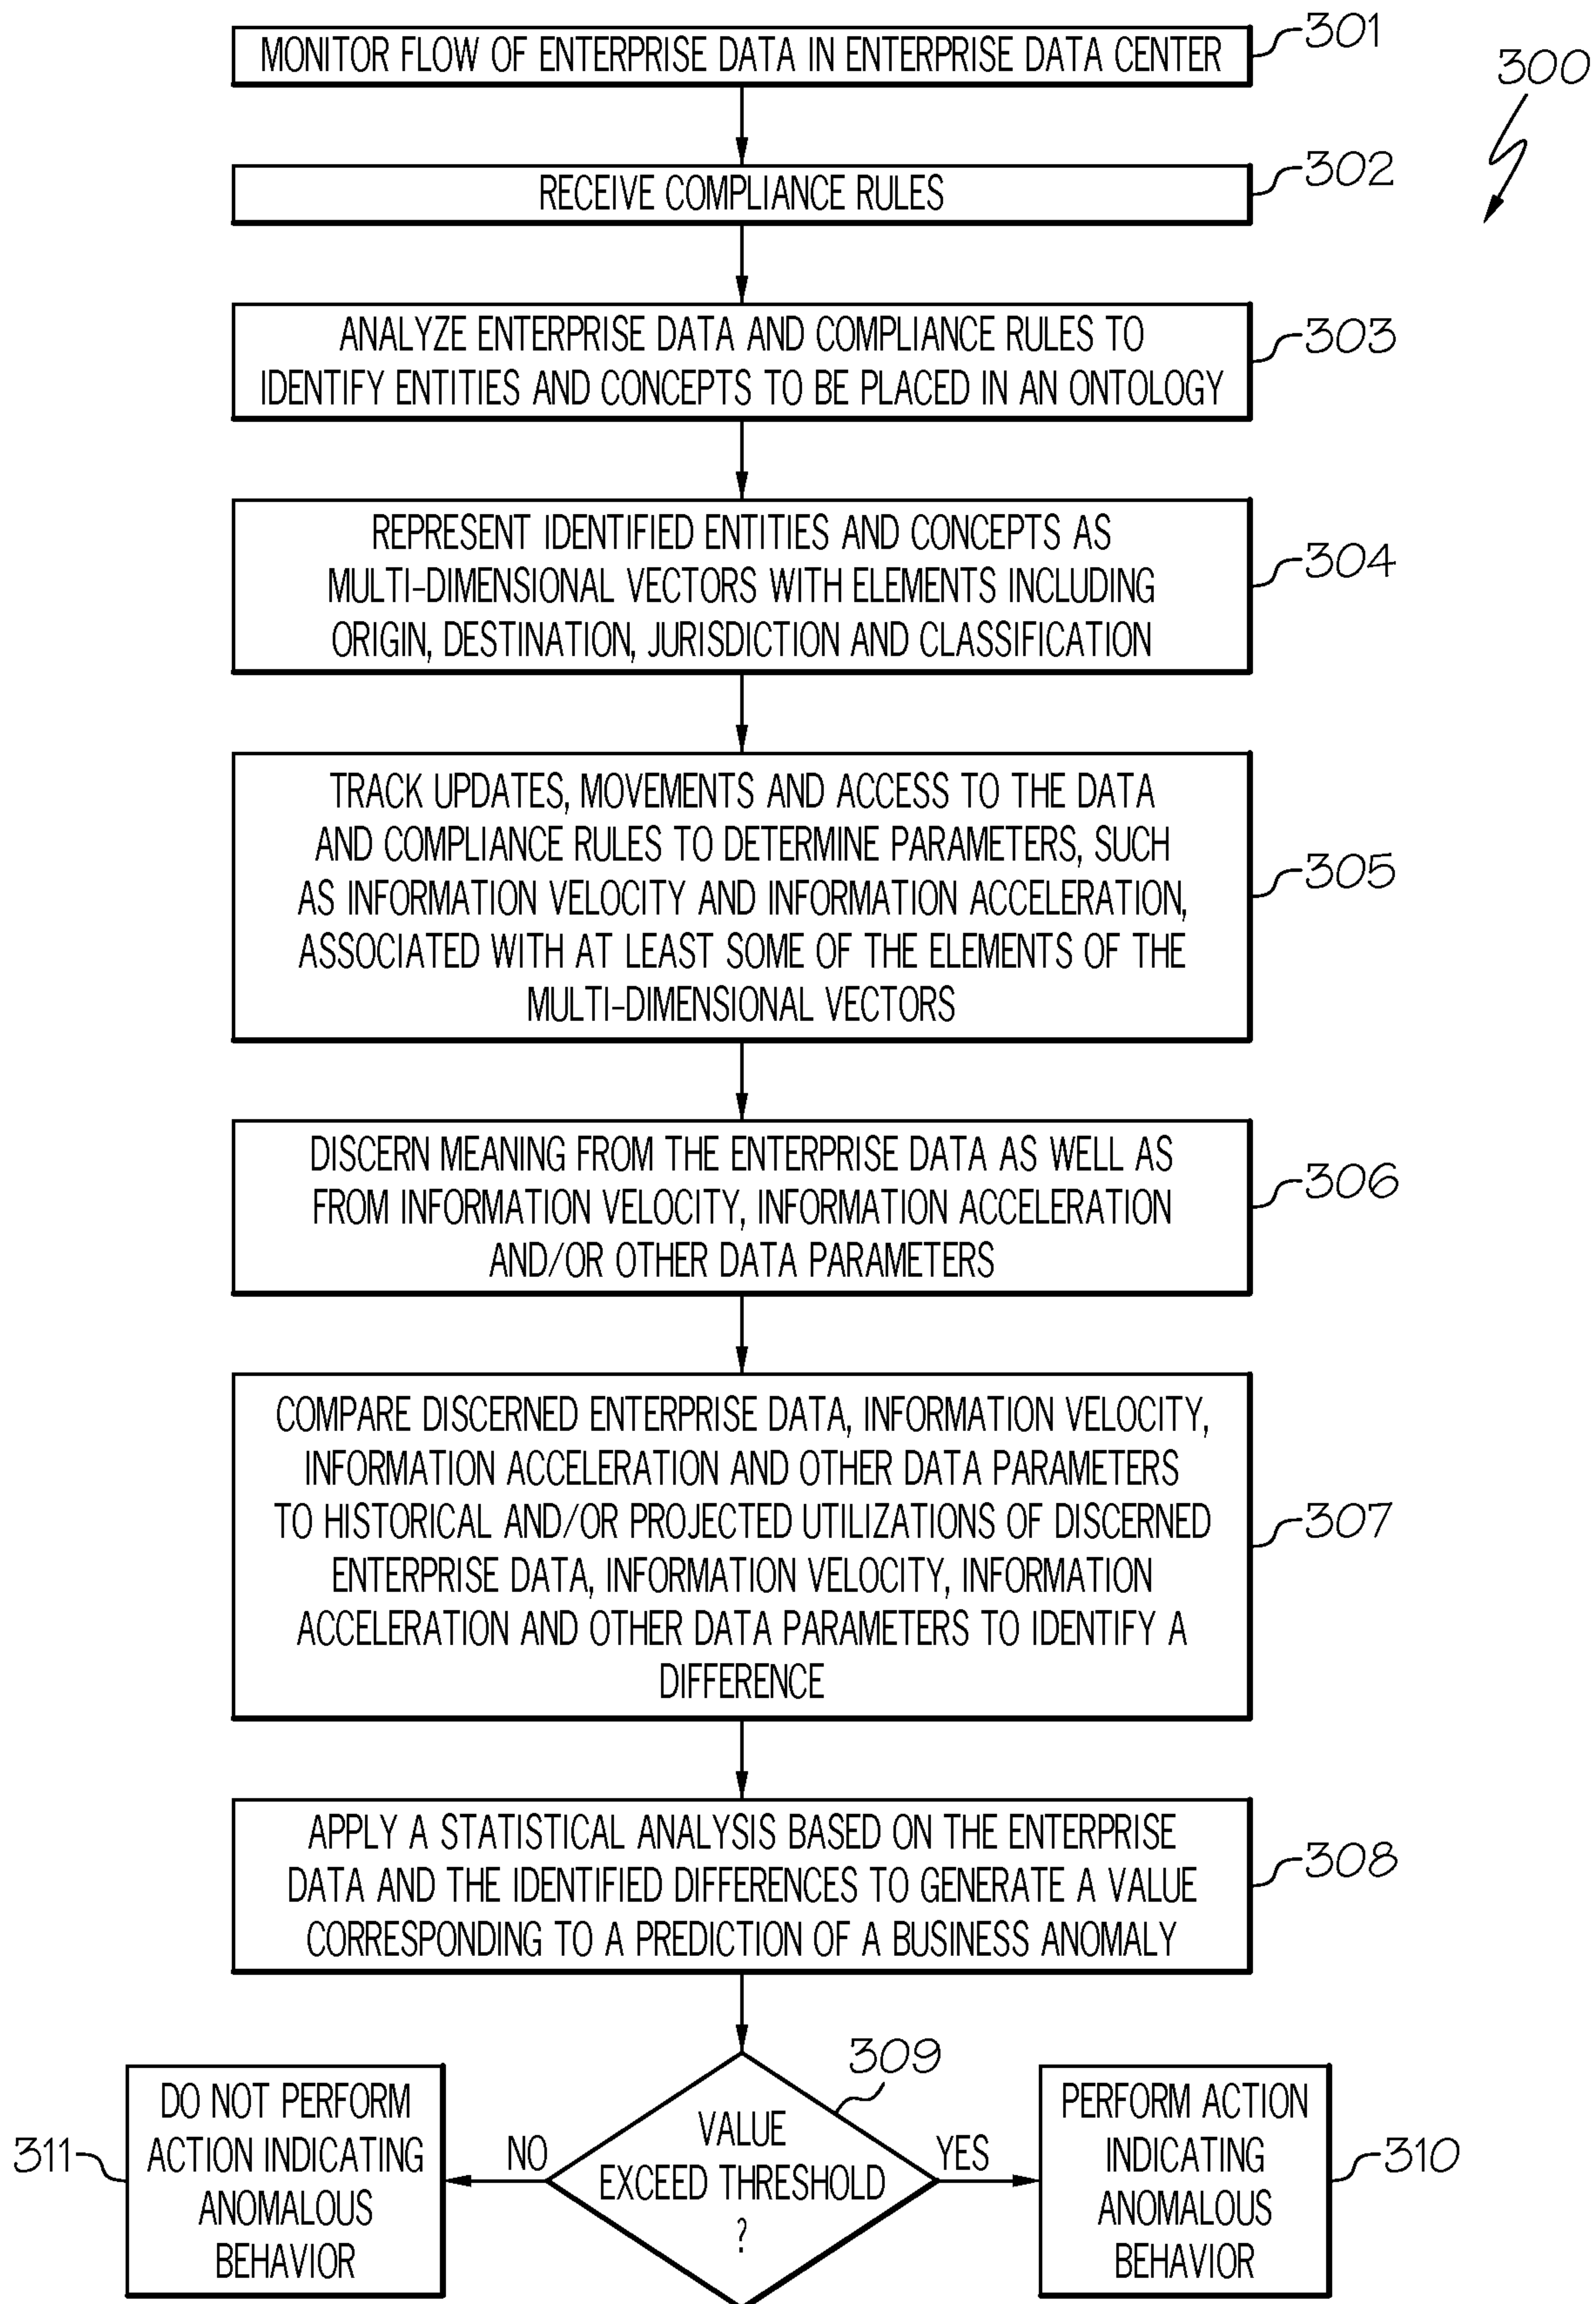 MONITOR FLOW OF ENTERPRISE DATA IN ENTERPRISE DATA CENTER
301
300
RECEIVE COMPLIANCE RULES
302
ANALYZE ENTERPRISE DATA AND COMPLIANCE RULES TO
IDENTIFY ENTITIES AND CONCEPTS TO BE PLACED IN AN ONTOLOGY
303
REPRESENT IDENTIFIED ENTITIES AND CONCEPTS AS
MULTI-DIMENSIONAL VECTORS WITH ELEMENTS INCLUDING
ORIGIN, DESTINATION, JURISDICTION AND CLASSIFICATION
304
TRACK UPDATES, MOVEMENTS AND ACCESS TO THE DATA
AND COMPLIANCE RULES TO DETERMINE PARAMETERS, SUCH
AS INFORMATION VELOCITY AND INFORMATION ACCELERATION,
ASSOCIATED WITH AT LEAST SOME OF THE ELEMENTS OF THE
MULTI-DIMENSIONAL VECTORS
305
DISCERN MEANING FROM THE ENTERPRISE DATA AS WELL AS
FROM INFORMATION VELOCITY, INFORMATION ACCELERATION
AND/OR OTHER DATA PARAMETERS
306
COMPARE DISCERNED ENTERPRISE DATA, INFORMATION VELOCITY,
INFORMATION ACCELERATION AND OTHER DATA PARAMETERS
TO HISTORICAL AND/OR PROJECTED UTILIZATIONS OF DISCERNED
ENTERPRISE DATA, INFORMATION VELOCITY, INFORMATION
ACCELERATION AND OTHER DATA PARAMETERS TO IDENTIFY A
DIFFERENCE
307
APPLY A STATISTICAL ANALYSIS BASED ON THE ENTERPRISE
DATA AND THE IDENTIFIED DIFFERENCES TO GENERATE A VALUE
CORRESPONDING TO A PREDICTION OF A BUSINESS ANOMALY
308
309
VALUE
EXCEED THRESHOLD
?
NO
YES
DO NOT PERFORM
ACTION INDICATING
ANOMALOUS
BEHAVIOR
311
PERFORM ACTION
INDICATING
ANOMALOUS
BEHAVIOR
310